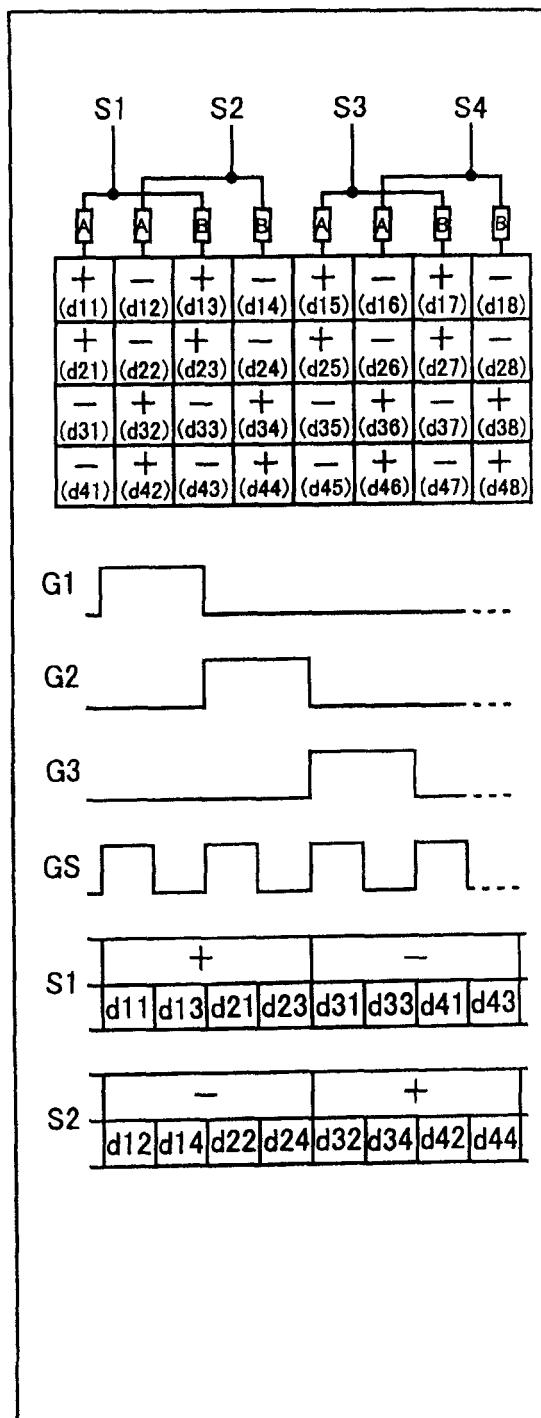 S1 S2 S3 S4
A A B B A A B B
+ − + − + − + −
(d11) (d12) (d13) (d14) (d15) (d16) (d17) (d18)
+ − + − + − + −
(d21) (d22) (d23) (d24) (d25) (d26) (d27) (d28)
− + − + − + − +
(d31) (d32) (d33) (d34) (d35) (d36) (d37) (d38)
− + − + − + − +
(d41) (d42) (d43) (d44) (d45) (d46) (d47) (d48)
G1
G2
G3
GS
+ −
S1
d11 d13 d21 d23 d31 d33 d41 d43
− +
S2
d12 d14 d22 d24 d32 d34 d42 d44